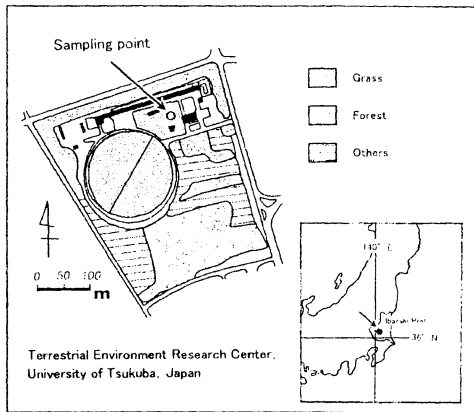 Sampling point
Grass
Forest
Others
0 50 100
m
140° E
36° N
Terrestrial Environment Research Center,
University of Tsukuba, Japan